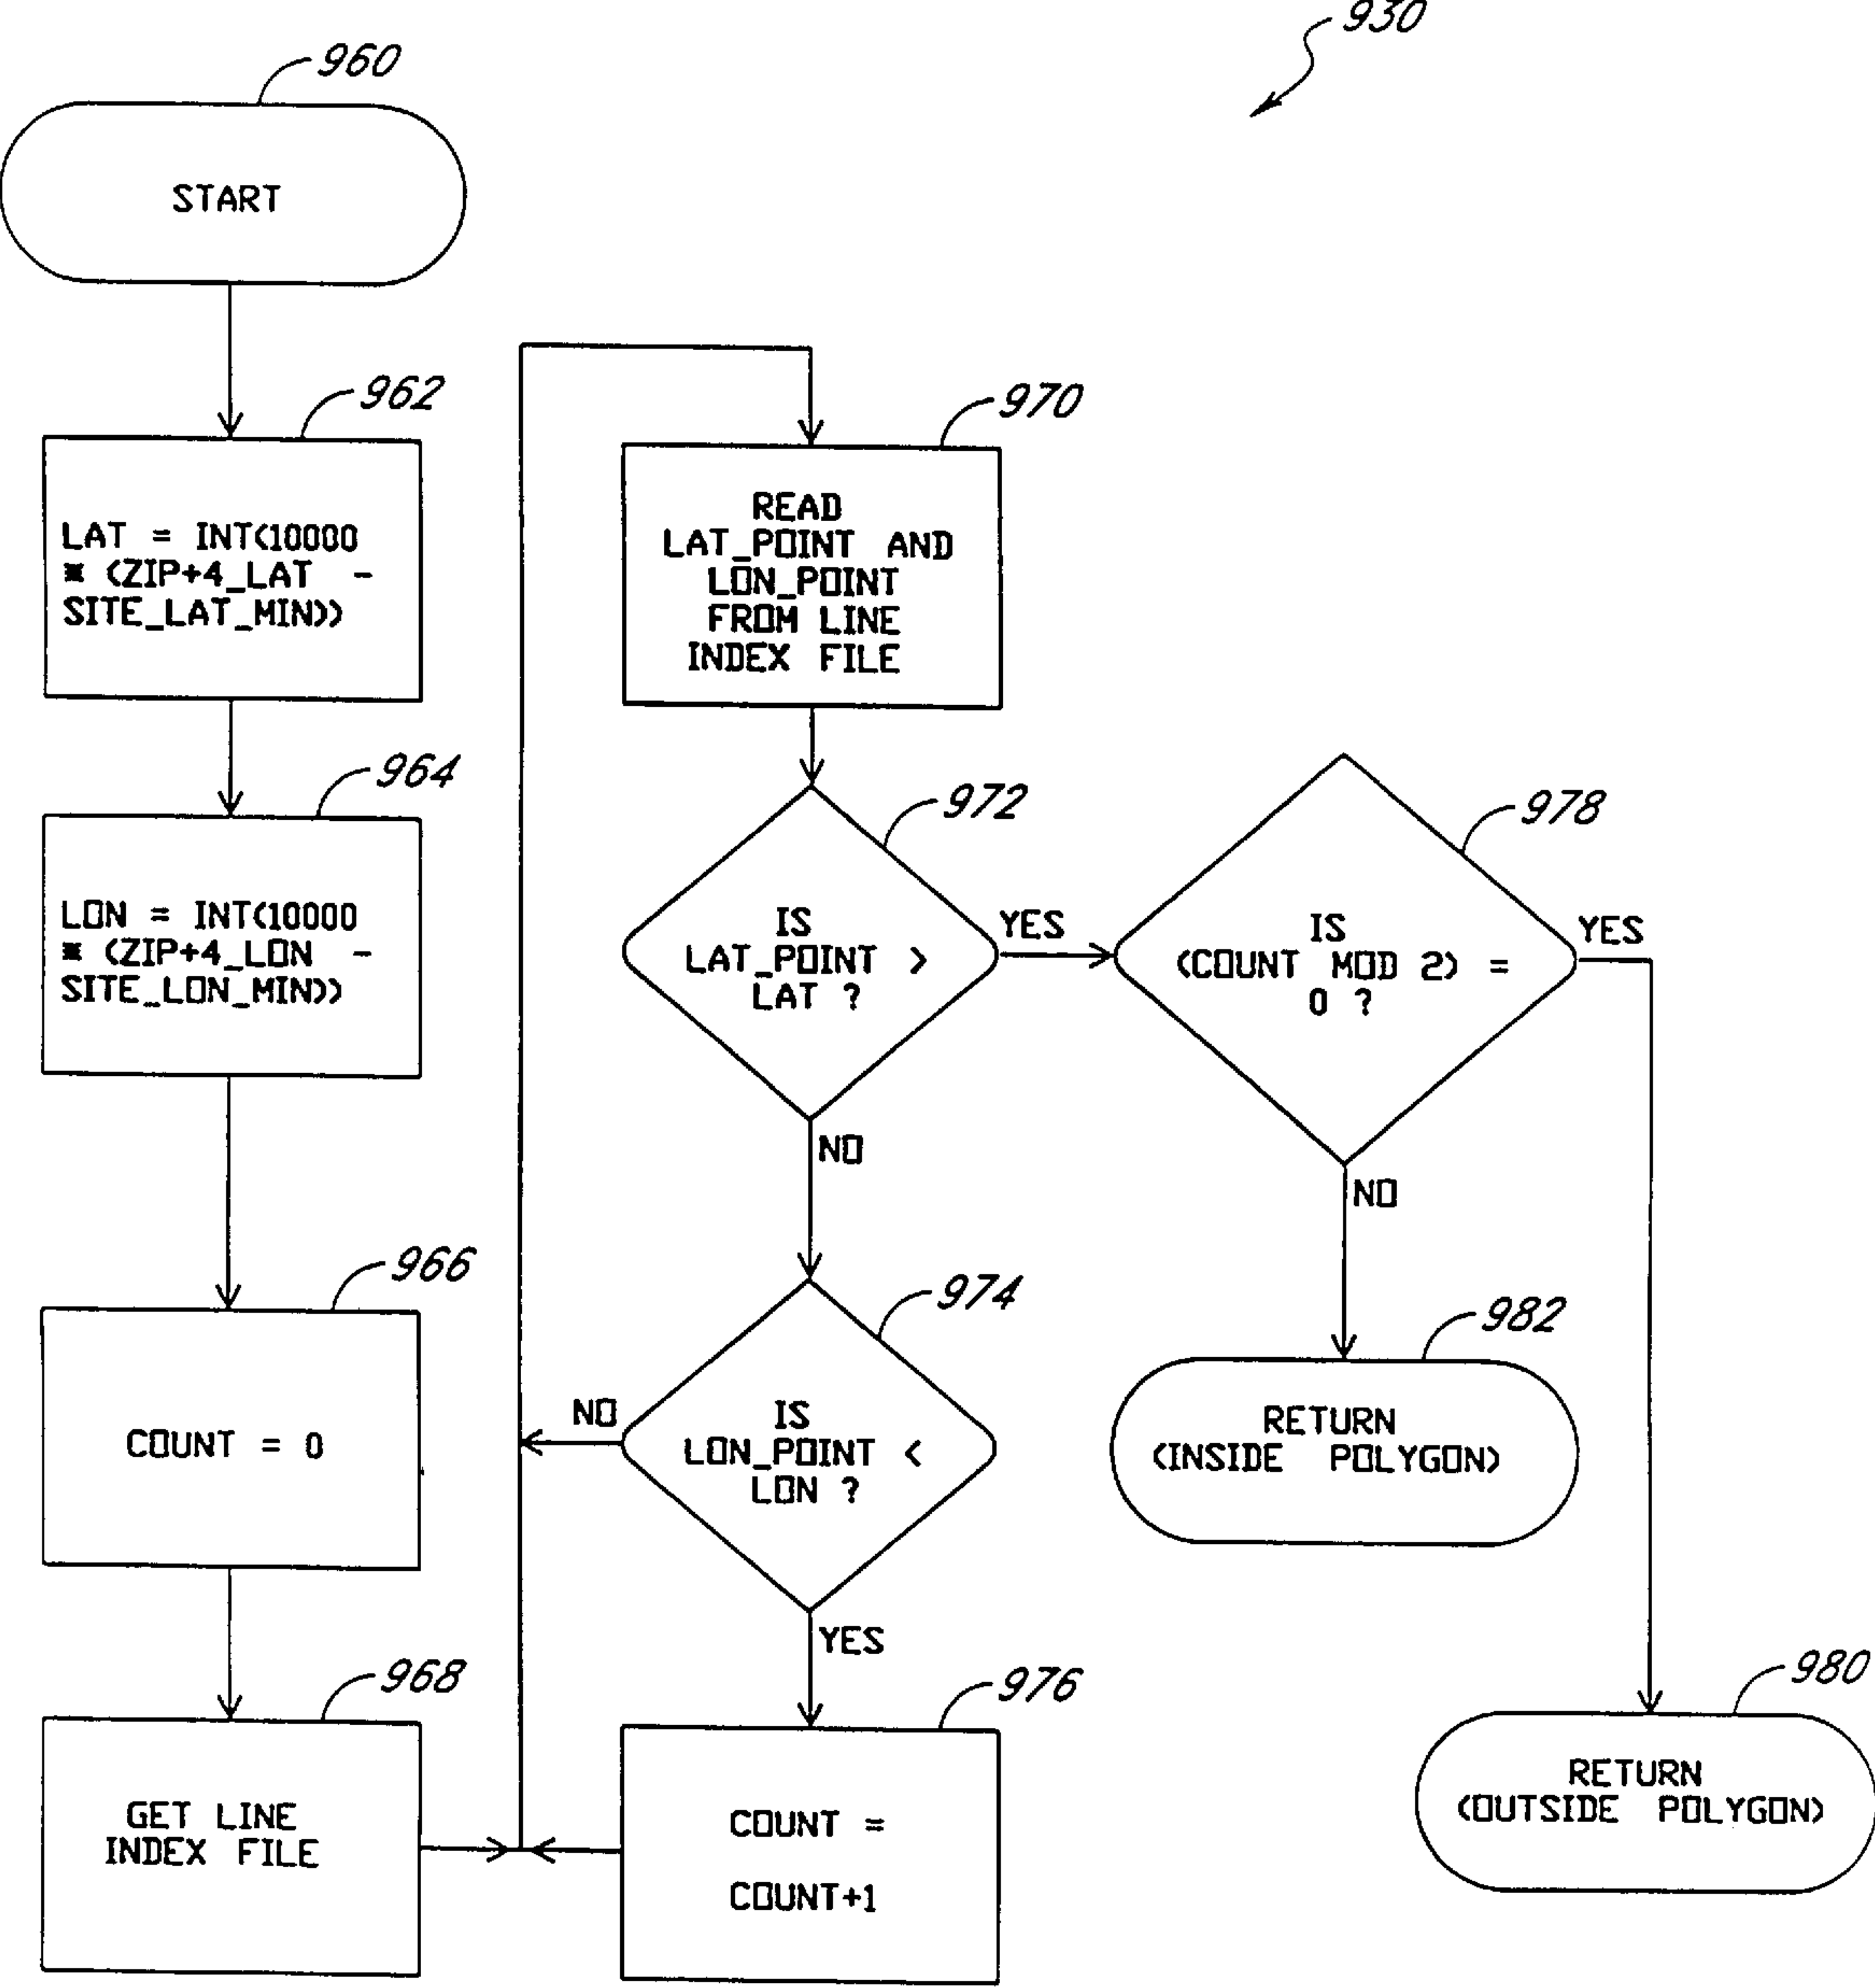 930
960
START
962
LAT = INT(10000
* (ZIP+4_LAT -
SITE_LAT_MIN))
964
LON = INT(10000
* (ZIP+4_LON -
SITE_LON_MIN))
966
COUNT = 0
968
GET LINE
INDEX FILE
970
READ
LAT_POINT AND
LON_POINT
FROM LINE
INDEX FILE
972
IS
LAT_POINT >
LAT ?
YES
NO
974
IS
LON_POINT <
LON ?
NO
YES
976
COUNT =
COUNT+1
978
IS
(COUNT MOD 2) =
0 ?
YES
NO
982
RETURN
(INSIDE POLYGON)
980
RETURN
(OUTSIDE POLYGON)